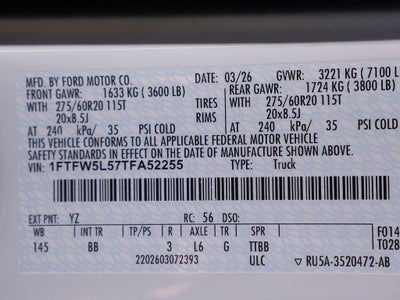 MFD. BY FORD MOTOR CO. 03/26 GVWR: 3221 KG ( 7100 L
FRONT GAWR: 1633 KG ( 3600 LB) REAR GAWR: 1724 KG ( 3800 LB)
WITH 275/60R20 115T TIRES WITH 275/60R20 115T
20x8.5J RIMS 20x8.5J
AT 240 kPa/ 35 PSI COLD AT 240 kPa/ 35 PSI COLD
THIS VEHICLE CONFORMS TO ALL APPLICABLE FEDERAL MOTOR VEHICLE
SAFETY, BUMPER, AND THEFT PREVENTION STANDARDS IN EFFECT ON THE DATE
OF MANUFACTURE SHOWN ABOVE.
VIN: 1FTFW5L57TFA52255 TYPE: Truck
EXT PNT: YZ RC: 56 DSO: F014
WB BRK INT TR TP/PS R AXLE TR SPR T028
145 BB 3 L6 G TTBB
2202603072393 ULC ▽ RU5A-3520472-AB